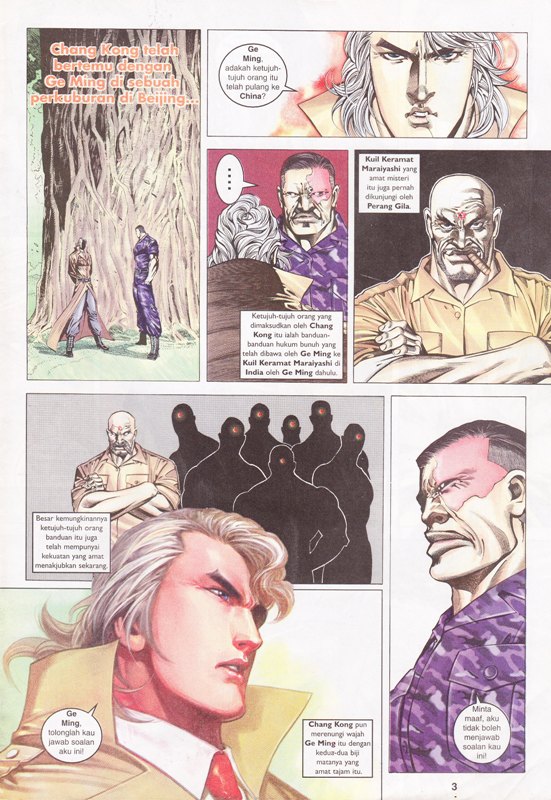 Chang Kong telah
bertemu dengan
Ge Ming di sebuah
perkuburan di Beijing...
Ge
Ming,
adakah ketujuh-
tujuh orang itu
telah pulang ke
China?
....
Ketujuh-tujuh orang yang
dimaksudkan oleh Chang
Kong itu ialah banduan-
banduan hukum bunuh yang
telah dibawa oleh Ge Ming ke
Kuil Keramat Maraiyashi di
India oleh Ge Ming dahulu.
Kuil Keramat
Maraiyashi yang
amat misteri
itu juga pernah
dikunjungi oleh
Perang Gila.
Besar kemungkinannya
ketujuh-tujuh orang
banduan itu juga
telah mempunyai
kekuatan yang amat
menakjubkan sekarang.
Ge
Ming,
tolonglah kau
jawab soalan
aku ini!
Chang Kong pun
merenungi wajah
Ge Ming itu dengan
kedua-dua biji
matanya yang
amat tajam itu.
Minta
maaf, aku
tidak boleh
menjawab
soalan kau
ini!
3